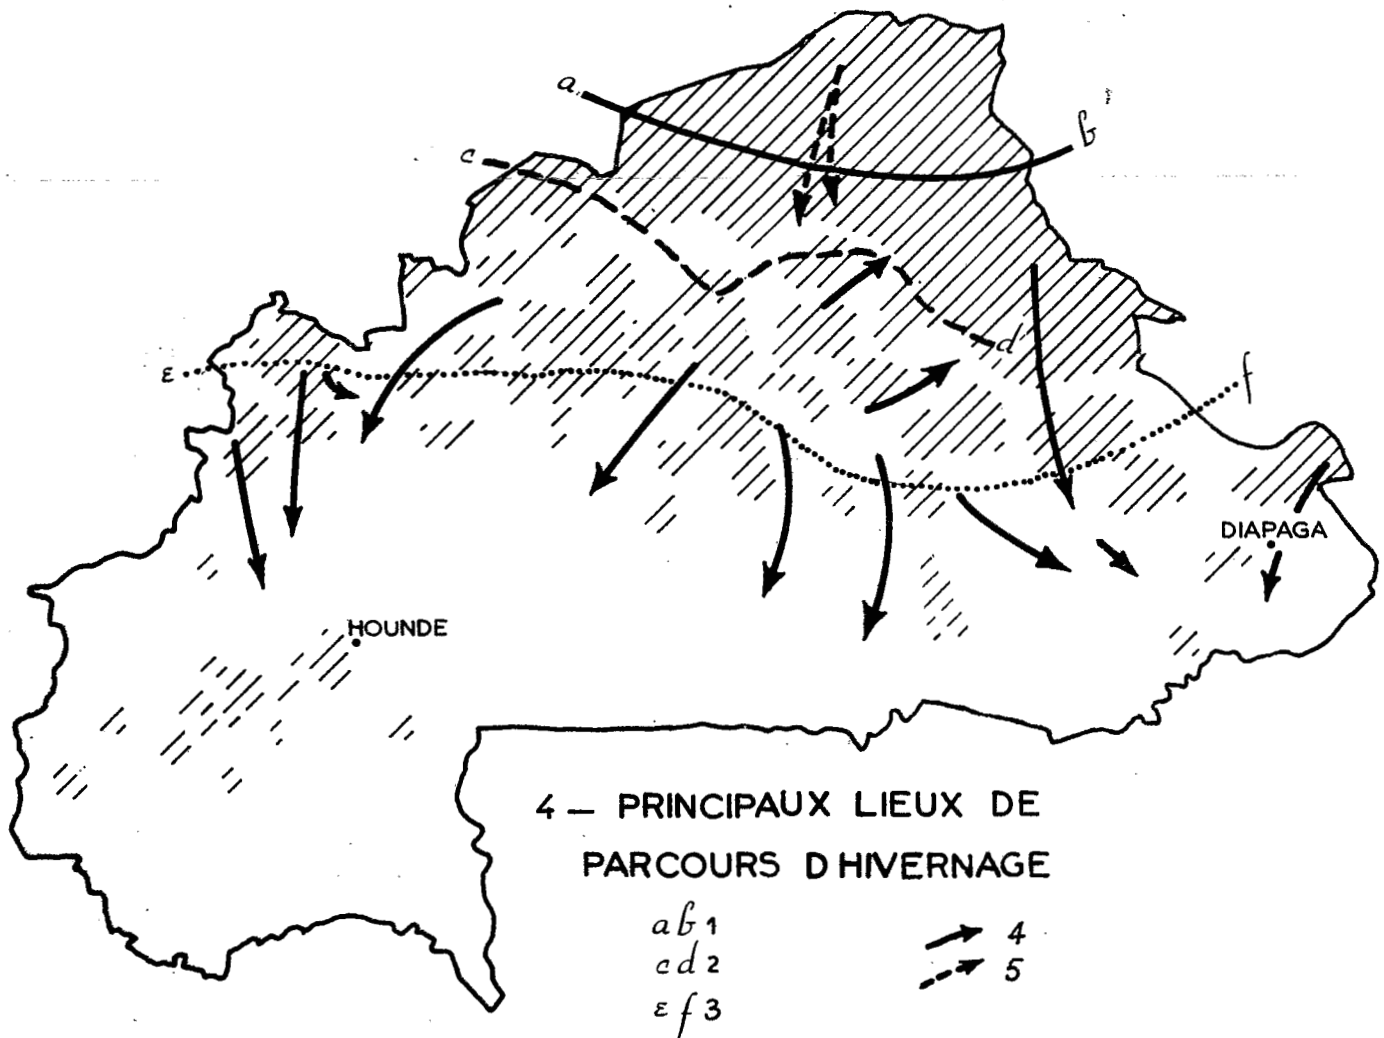 a
b
c
d
ε
f
DIAPAGA
HOUNDE
4 — PRINCIPAUX LIEUX DE
PARCOURS D HIVERNAGE
ab 1
cd 2
εf 3
4
5